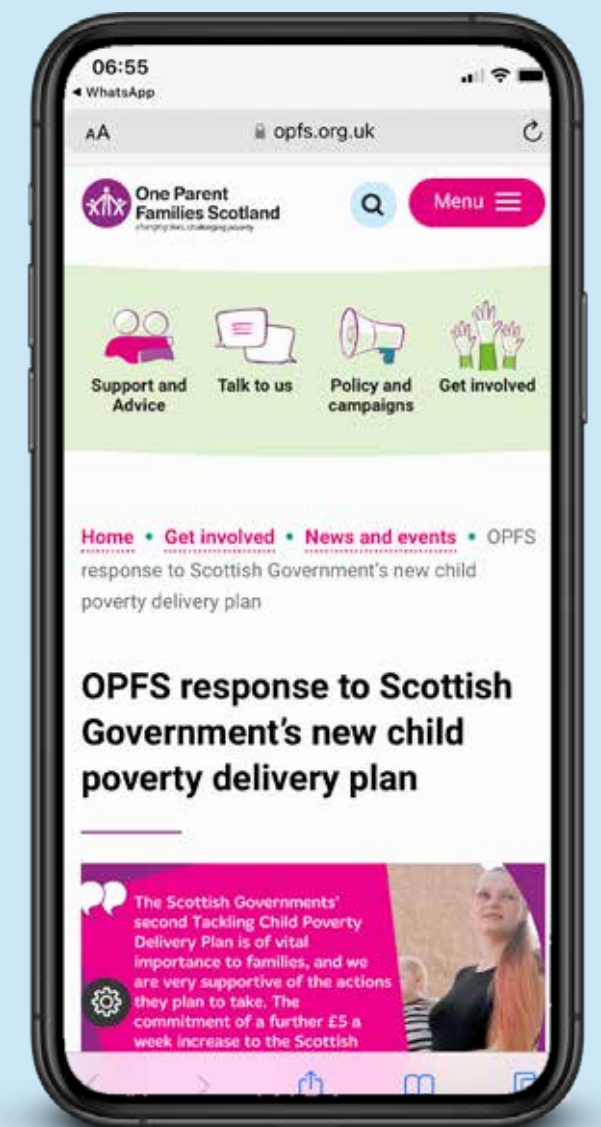 06:55
◀ WhatsApp
AA opfs.org.uk
One Parent
Families Scotland
changing lives, challenging poverty
Menu
Support and
Advice
Talk to us
Policy and
campaigns
Get involved
Home • Get involved • News and events • OPFS
response to Scottish Government's new child
poverty delivery plan
OPFS response to Scottish
Government's new child
poverty delivery plan
The Scottish Governments'
second Tackling Child Poverty
Delivery Plan is of vital
importance to families, and we
are very supportive of the actions
they plan to take. The
commitment of a further £5 a
week increase to the Scottish